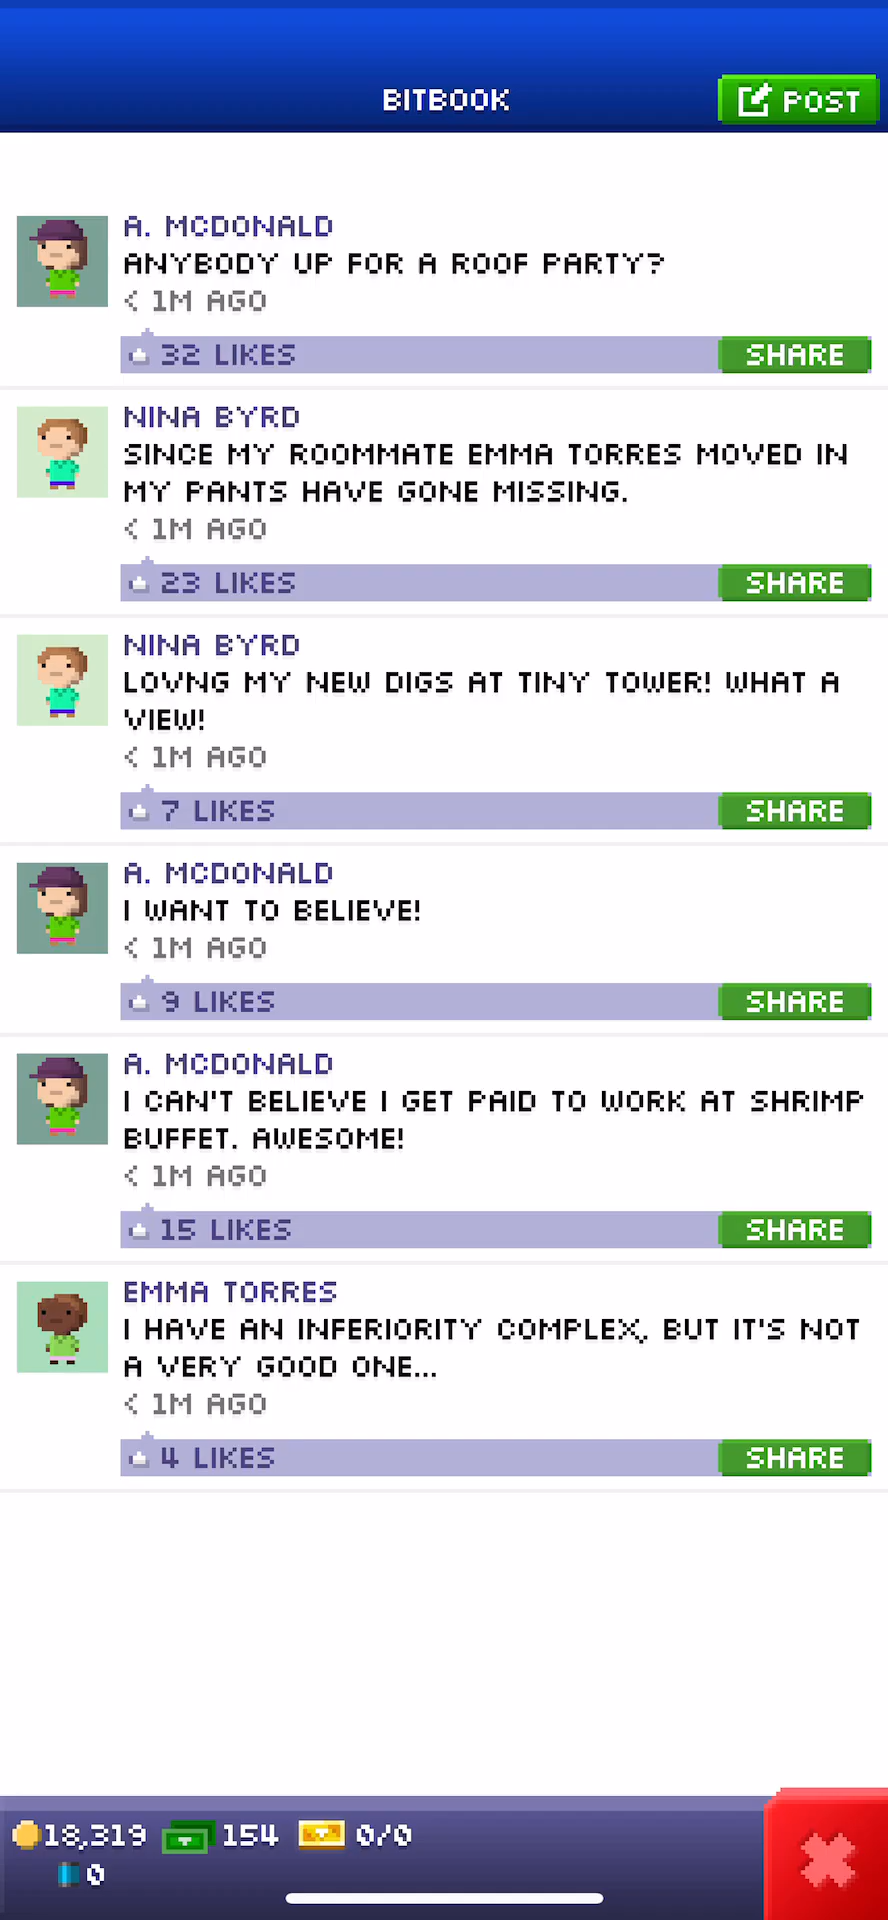 BITBOOK
POST
A. MCDONALD
ANYBODY UP FOR A ROOF PARTY?
< 1M AGO
32 LIKES
SHARE
NINA BYRD
SINCE MY ROOMMATE EMMA TORRES MOVED IN
MY PANTS HAVE GONE MISSING.
< 1M AGO
23 LIKES
SHARE
NINA BYRD
LOVNG MY NEW DIGS AT TINY TOWER! WHAT A
VIEW!
< 1M AGO
7 LIKES
SHARE
A. MCDONALD
I WANT TO BELIEVE!
< 1M AGO
9 LIKES
SHARE
A. MCDONALD
I CAN'T BELIEVE I GET PAID TO WORK AT SHRIMP
BUFFET. AWESOME!
< 1M AGO
15 LIKES
SHARE
EMMA TORRES
I HAVE AN INFERIORITY COMPLEX, BUT IT'S NOT
A VERY GOOD ONE...
< 1M AGO
4 LIKES
SHARE
18,319 154 0/0
0